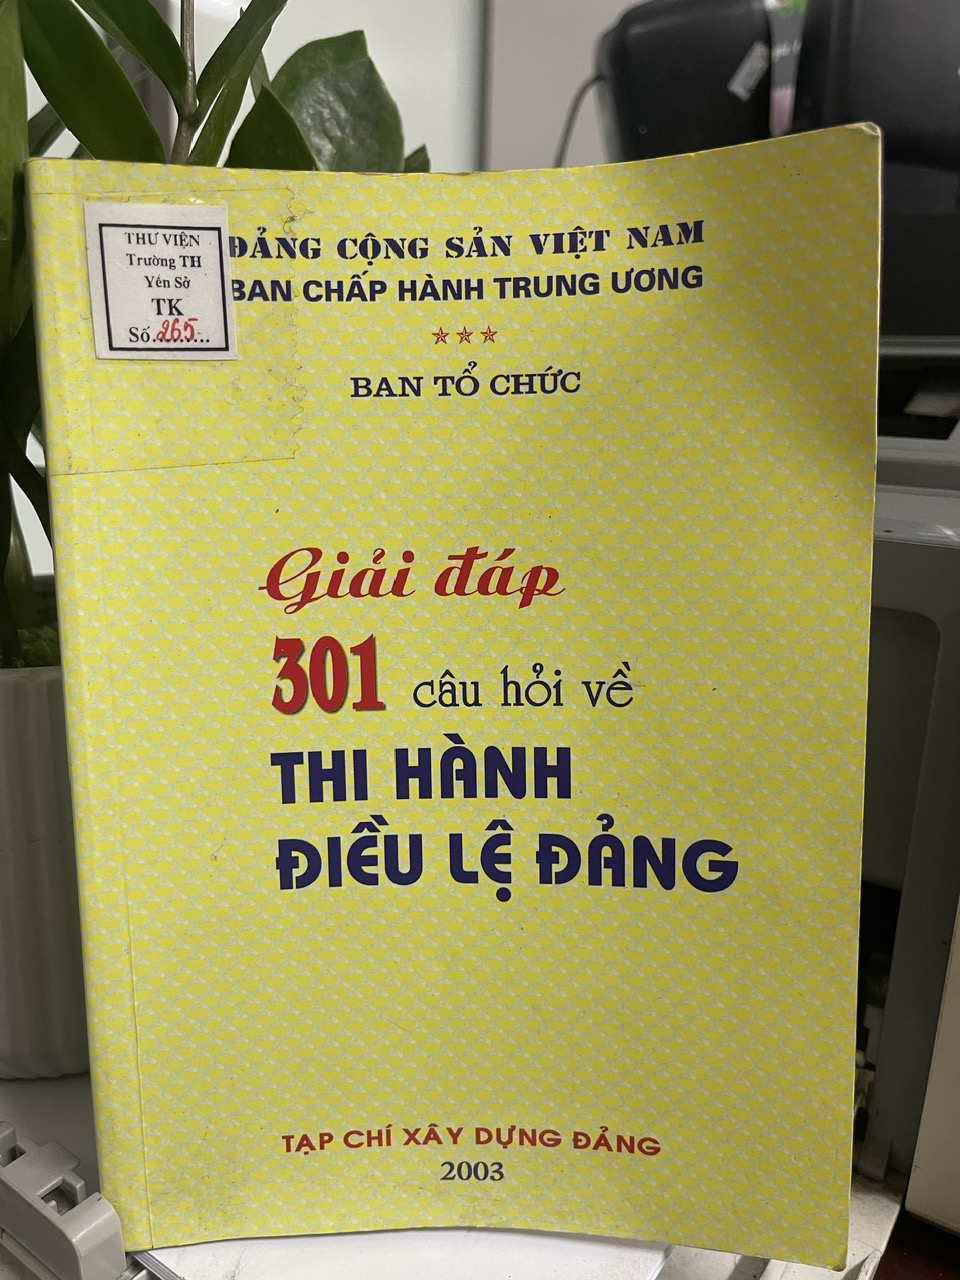 THƯ VIỆN
Trường TH
Yên Sở
TK
Số.265....
ĐẢNG CỘNG SẢN VIỆT NAM
BAN CHẤP HÀNH TRUNG ƯƠNG
BAN TỔ CHỨC
Giải đáp
301 câu hỏi về
THI HÀNH
ĐIỀU LỆ ĐẢNG
TẠP CHÍ XÂY DỰNG ĐẢNG
2003